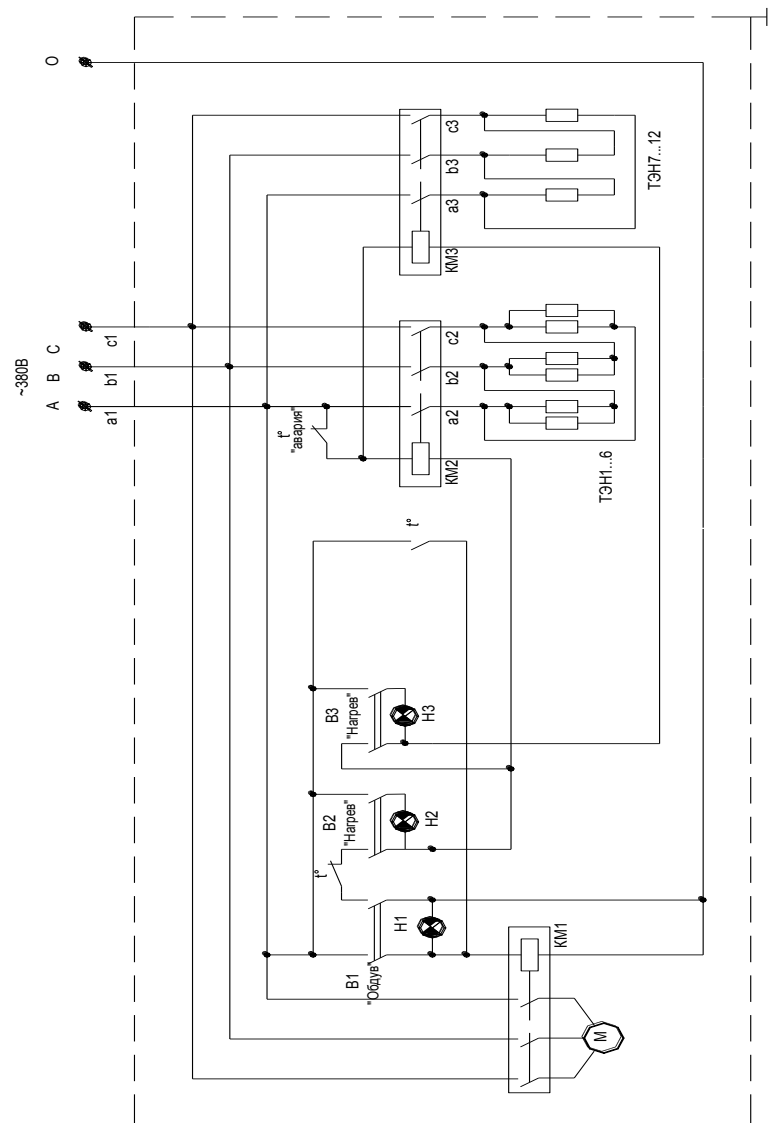 ~380В
A B C O
a1 b1 c1
t°
"авария"
КМ2
a2 b2 c2
КМ3
a3 b3 c3
ТЭН1...6
ТЭН7...12
t°
В1
"Обдув"
Н1
t°
В2
"Нагрев"
Н2
В3
"Нагрев"
Н3
КМ1
М